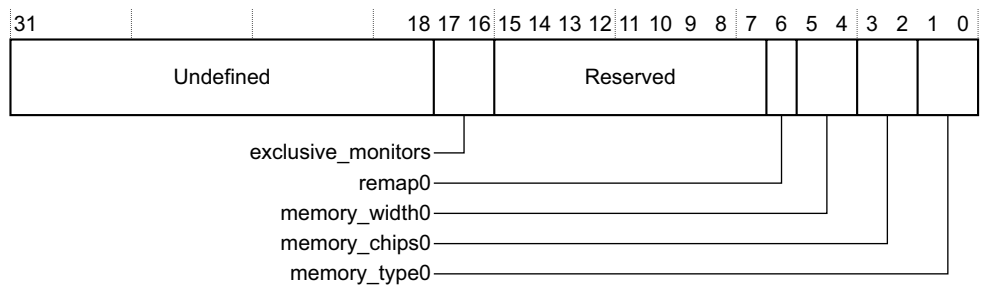 31 18 17 16 15 14 13 12 11 10 9 8 7 6 5 4 3 2 1 0
Undefined Reserved
exclusive_monitors
remap0
memory_width0
memory_chips0
memory_type0